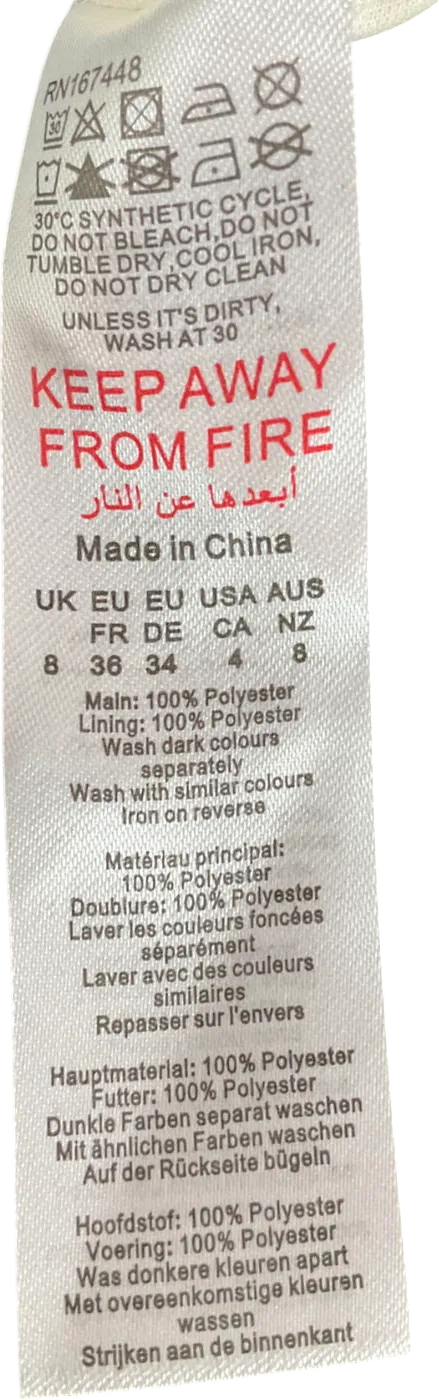 RN167448
30
30°C SYNTHETIC CYCLE,
DO NOT BLEACH,DO NOT
TUMBLE DRY,COOL IRON,
DO NOT DRY CLEAN
UNLESS IT'S DIRTY,
WASH AT 30
KEEP AWAY
FROM FIRE
أبعدها عن النار
Made in China
UK EU EU USA AUS
FR DE CA NZ
8 36 34 4 8
Main: 100% Polyester
Lining: 100% Polyester
Wash dark colours
separately
Wash with similar colours
Iron on reverse
Matériau principal:
100% Polyester
Doublure: 100% Polyester
Laver les couleurs foncées
séparément
Laver avec des couleurs
similaires
Repasser sur l'envers
Hauptmaterial: 100% Polyester
Futter: 100% Polyester
Dunkle Farben separat waschen
Mit ähnlichen Farben waschen
Auf der Rückseite bügeln
Hoofdstof: 100% Polyester
Voering: 100% Polyester
Was donkere kleuren apart
Met overeenkomstige kleuren
wassen
Strijken aan de binnenkant